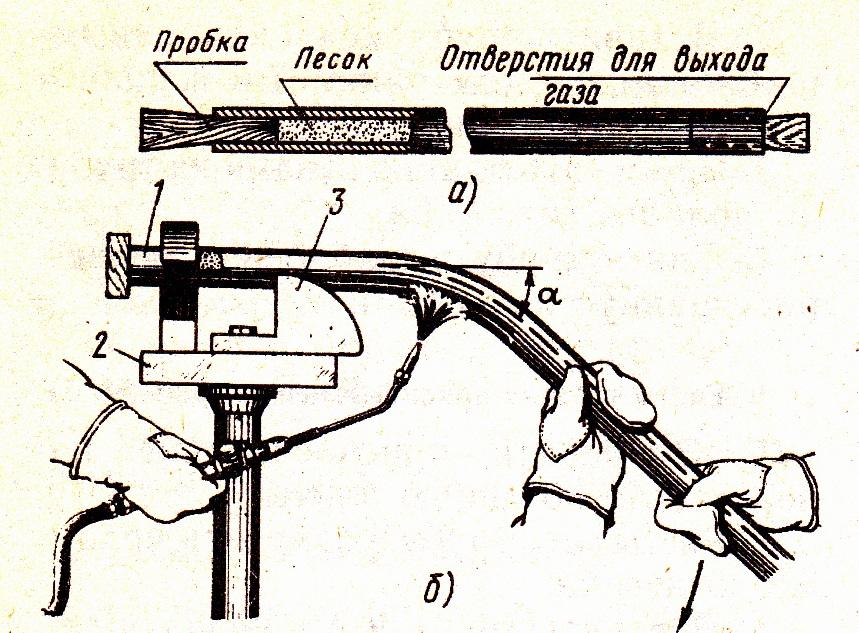 Пробка
Песок
Отверстия для выхода
газа
а)
1
3
α
2
б)